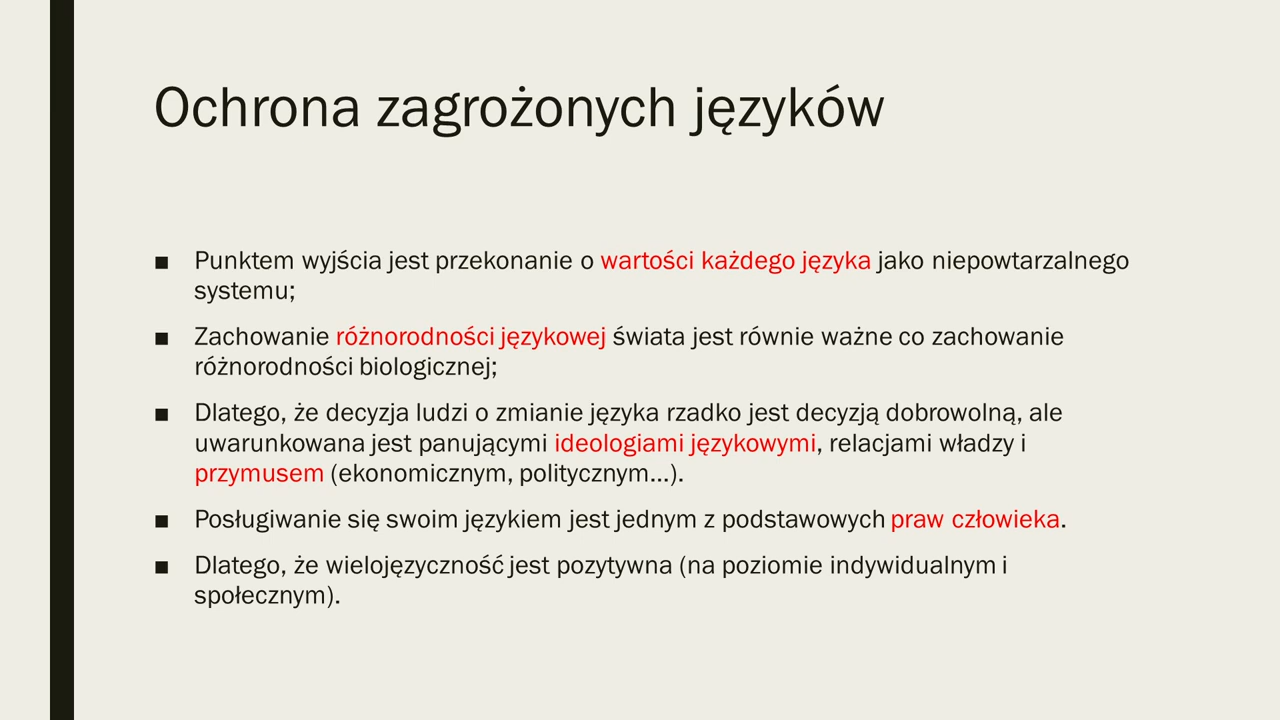 Ochrona zagrożonych języków
■ Punktem wyjścia jest przekonanie o wartości każdego języka jako niepowtarzalnego
systemu;
■ Zachowanie różnorodności językowej świata jest równie ważne co zachowanie
różnorodności biologicznej;
■ Dlatego, że decyzja ludzi o zmianie języka rzadko jest decyzją dobrowolną, ale
uwarunkowana jest panującymi ideologiami językowymi, relacjami władzy i
przymusem (ekonomicznym, politycznym...).
■ Posługiwanie się swoim językiem jest jednym z podstawowych praw człowieka.
■ Dlatego, że wielojęzyczność jest pozytywna (na poziomie indywidualnym i
społecznym).